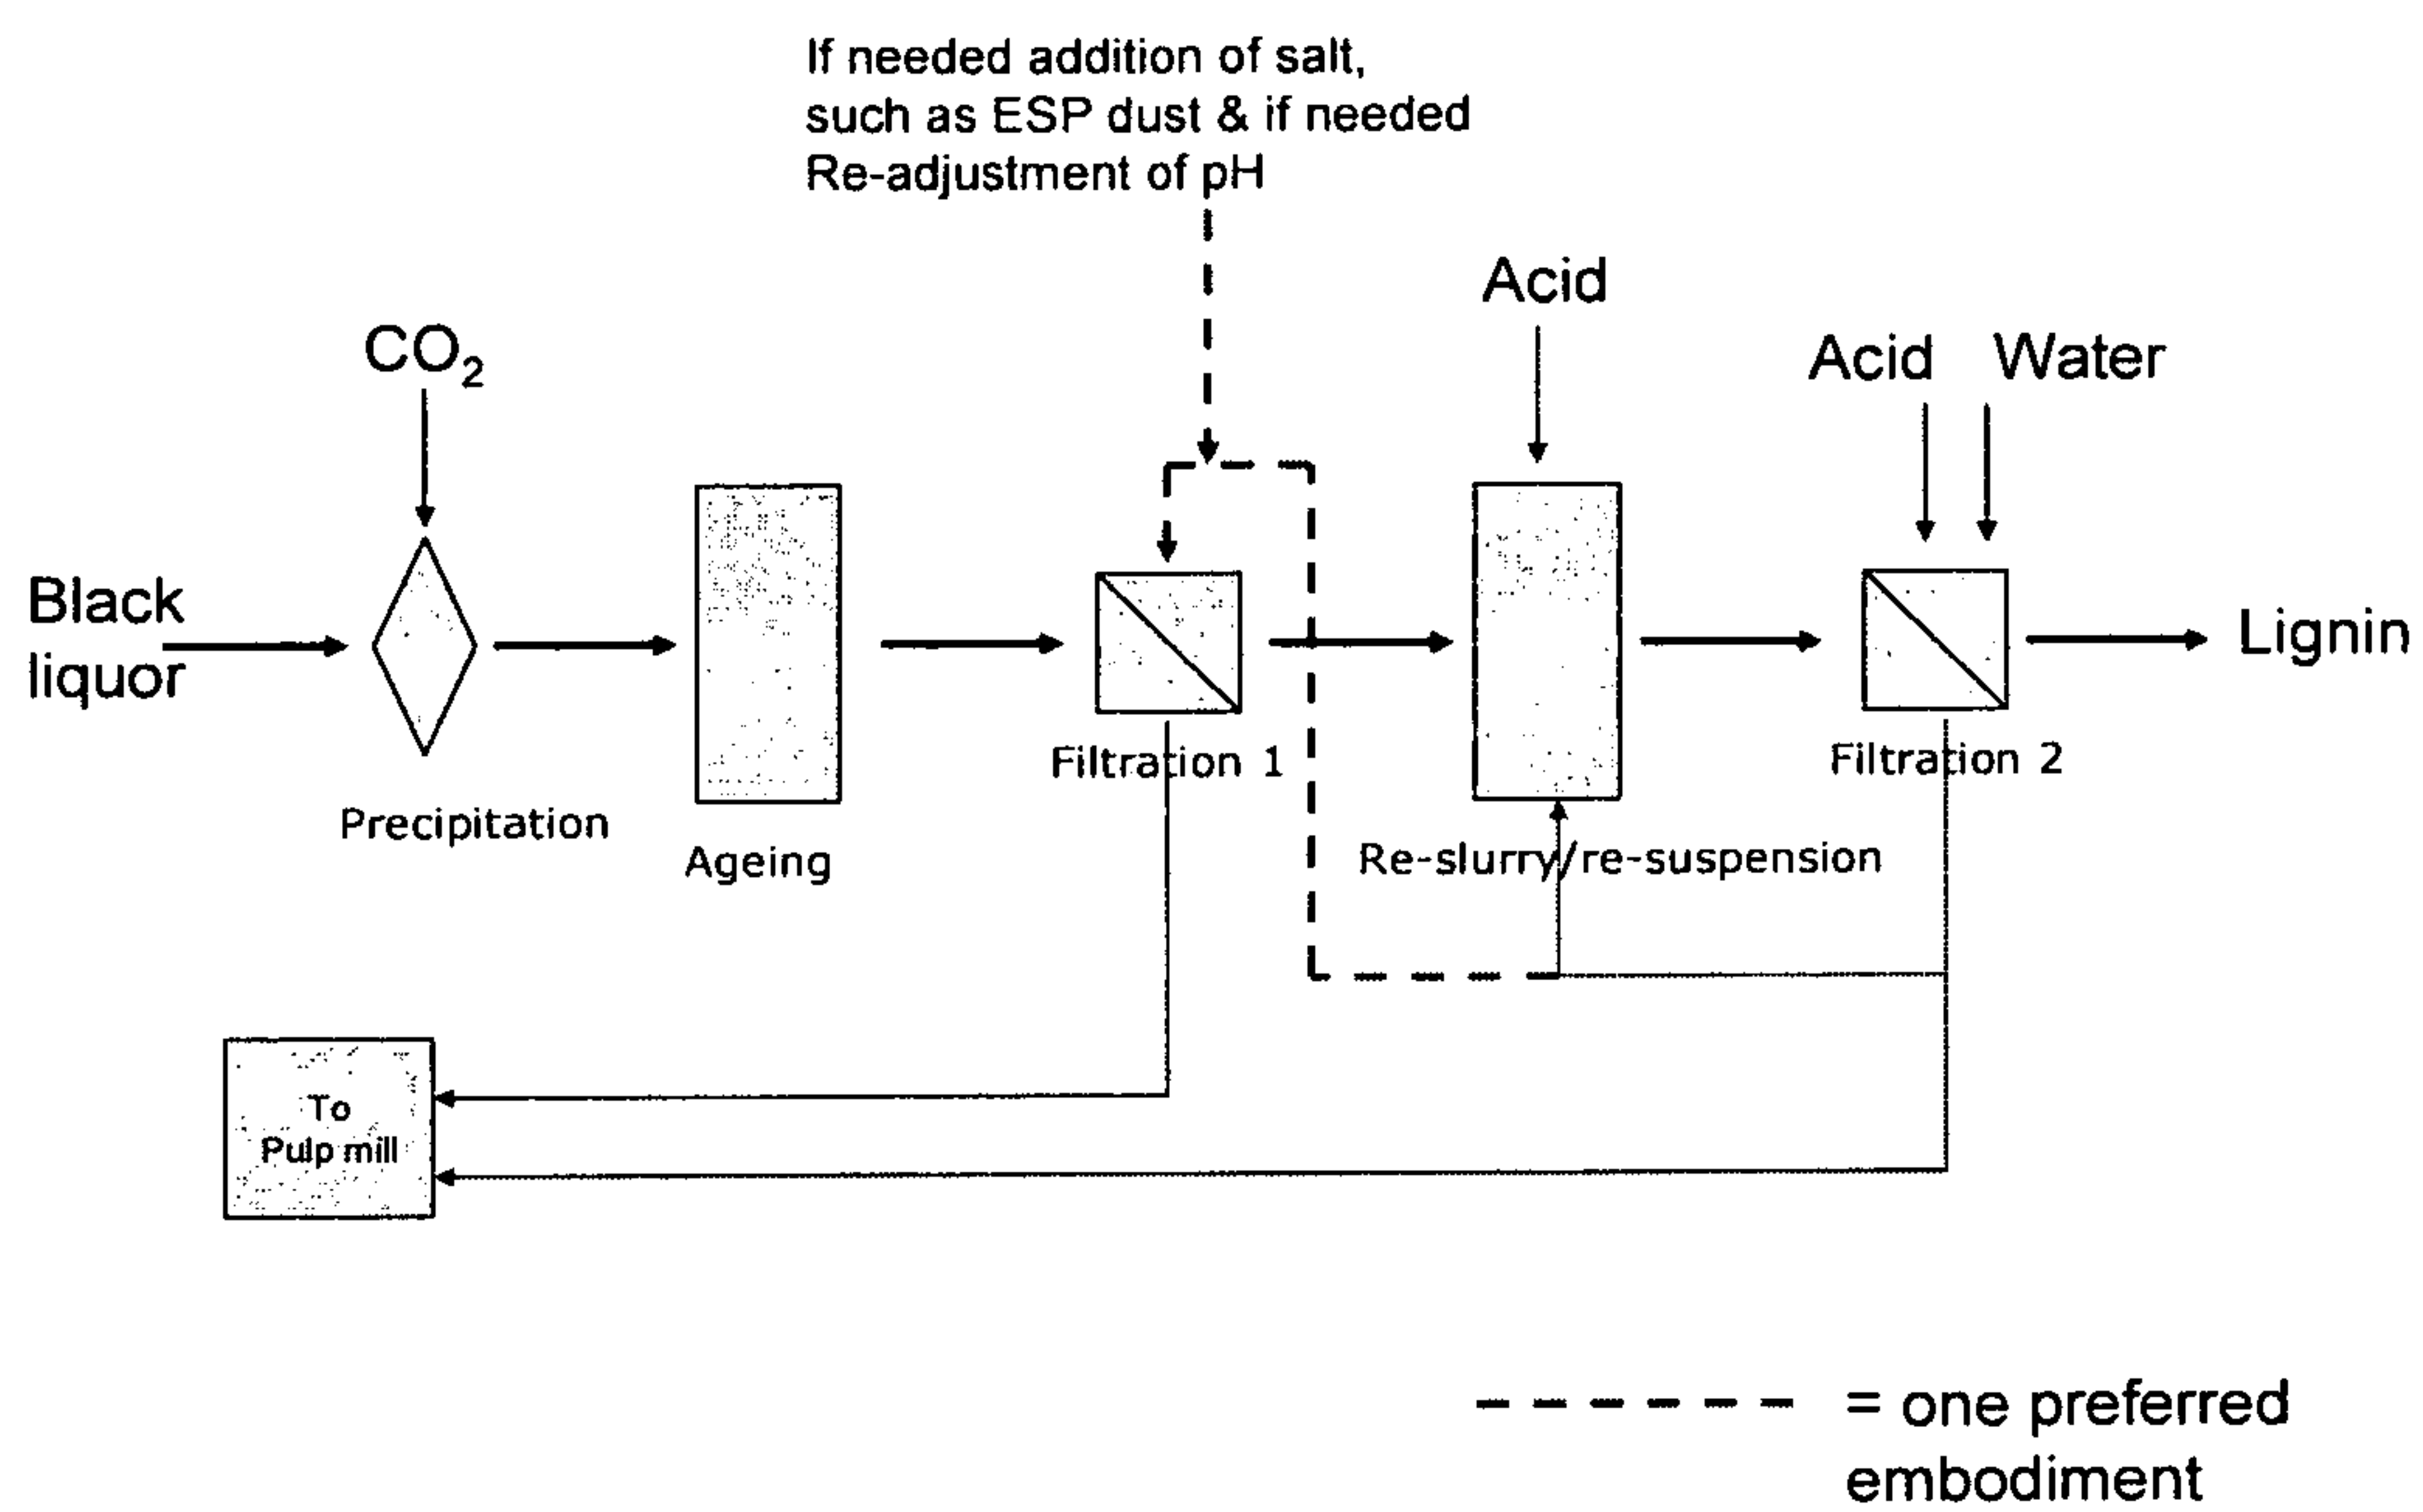 If needed addition of salt,
such as ESP dust & if needed
Re-adjustment of pH
Acid
CO₂
Acid Water
Black
liquor
Lignin
Filtration 1
Filtration 2
Precipitation
Ageing
Re-slurry/re-suspension
To
Pulp mill
= one preferred
embodiment